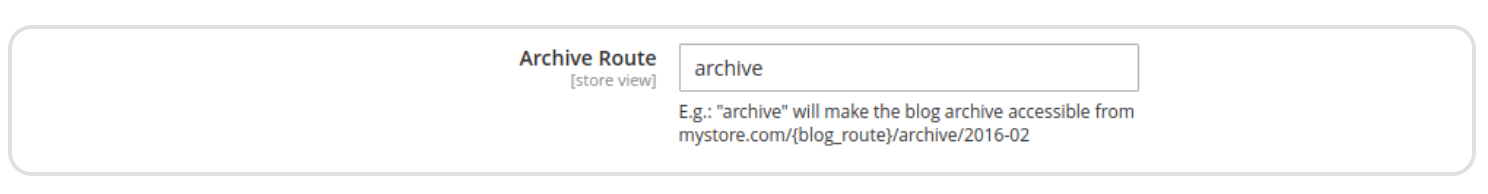 Archive Route
[store view]
archive
E.g.: "archive" will make the blog archive accessible from
mystore.com/{blog_route}/archive/2016-02